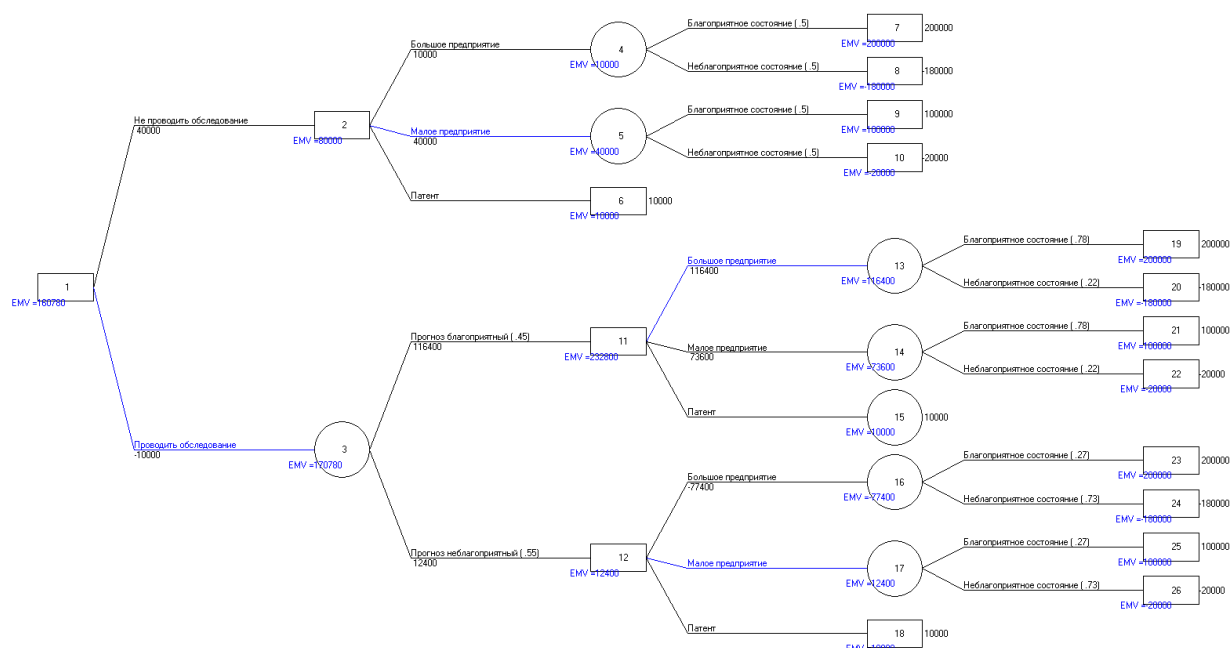 Благоприятное состояние ( .5)
7
200000
EMV =200000
Большое предприятие
10000
4
EMV =10000
Неблагоприятное состояние ( .5)
8
-180000
EMV =-180000
Не проводить обследование
40000
2
EMV =80000
Малое предприятие
40000
5
EMV =40000
Благоприятное состояние ( .5)
9
100000
EMV =100000
Неблагоприятное состояние ( .5)
10
-20000
EMV =-20000
Патент
6
10000
EMV =10000
1
EMV =160780
Проводить обследование
-10000
3
EMV =170780
Прогноз благоприятный ( .45)
116400
11
EMV =232800
Большое предприятие
116400
13
EMV =116400
Благоприятное состояние ( .78)
19
200000
EMV =200000
Неблагоприятное состояние ( .22)
20
-180000
EMV =-180000
Малое предприятие
73600
14
EMV =73600
Благоприятное состояние ( .78)
21
100000
EMV =100000
Неблагоприятное состояние ( .22)
22
-20000
EMV =-20000
Патент
15
10000
EMV =10000
Прогноз неблагоприятный ( .55)
12400
12
EMV =12400
Большое предприятие
-77400
16
EMV =-77400
Благоприятное состояние ( .27)
23
200000
EMV =200000
Неблагоприятное состояние ( .73)
24
-180000
EMV =-180000
Малое предприятие
17
EMV =12400
Благоприятное состояние ( .27)
25
100000
EMV =100000
Неблагоприятное состояние ( .73)
26
-20000
EMV =-20000
Патент
18
10000